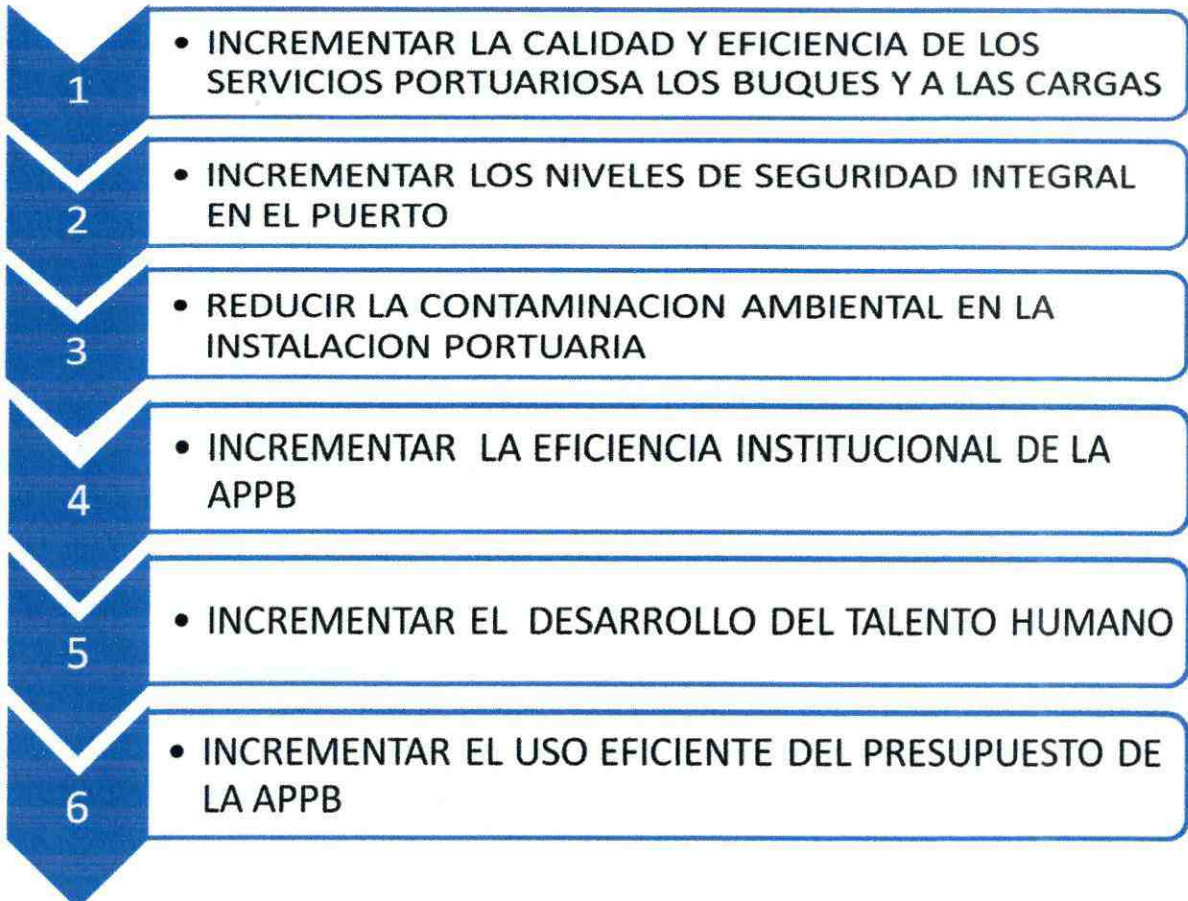 1
• INCREMENTAR LA CALIDAD Y EFICIENCIA DE LOS
SERVICIOS PORTUARIOSA LOS BUQUES Y A LAS CARGAS
2
• INCREMENTAR LOS NIVELES DE SEGURIDAD INTEGRAL
EN EL PUERTO
3
• REDUCIR LA CONTAMINACION AMBIENTAL EN LA
INSTALACION PORTUARIA
4
• INCREMENTAR LA EFICIENCIA INSTITUCIONAL DE LA
APPB
5
• INCREMENTAR EL DESARROLLO DEL TALENTO HUMANO
6
• INCREMENTAR EL USO EFICIENTE DEL PRESUPUESTO DE
LA APPB